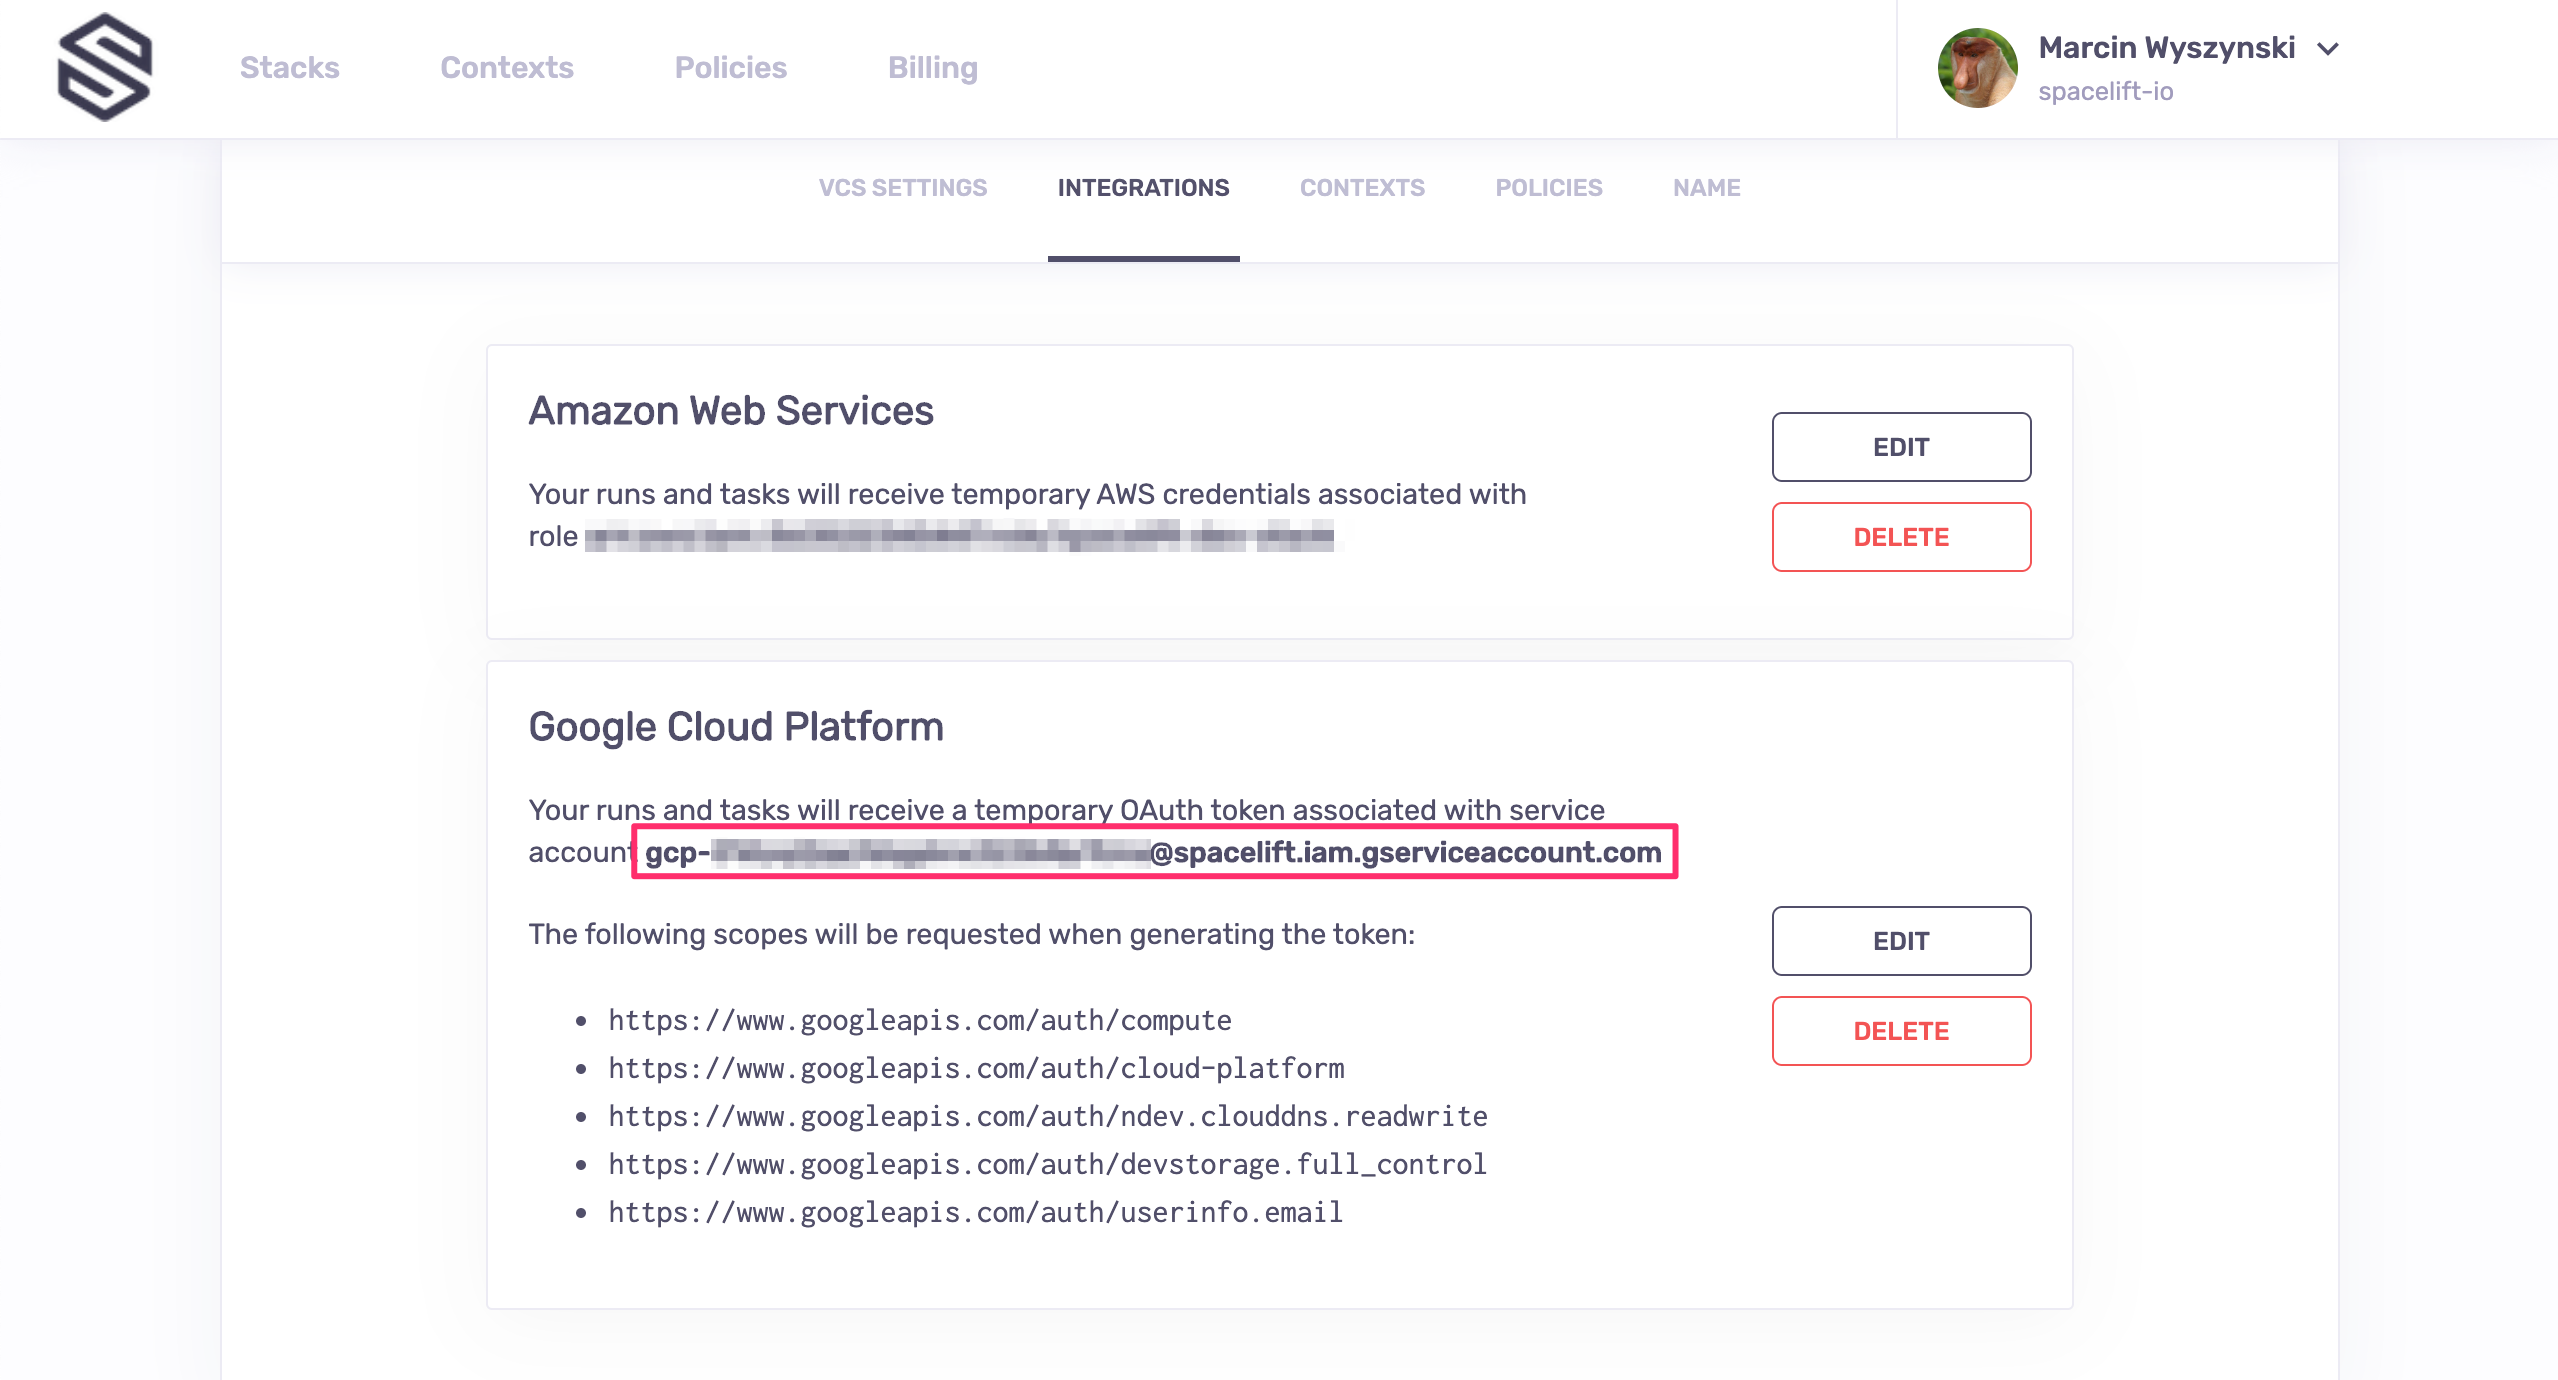 Stacks Contexts Policies Billing
Marcin Wyszynski
spacelift-io
VCS SETTINGS INTEGRATIONS CONTEXTS POLICIES NAME
Amazon Web Services
EDIT
Your runs and tasks will receive temporary AWS credentials associated with
role
DELETE
Google Cloud Platform
Your runs and tasks will receive a temporary OAuth token associated with service
account gcp- @spacelift.iam.gserviceaccount.com
The following scopes will be requested when generating the token:
EDIT
https://www.googleapis.com/auth/compute
DELETE
https://www.googleapis.com/auth/cloud-platform
https://www.googleapis.com/auth/ndev.clouddns.readwrite
https://www.googleapis.com/auth/devstorage.full_control
https://www.googleapis.com/auth/userinfo.email